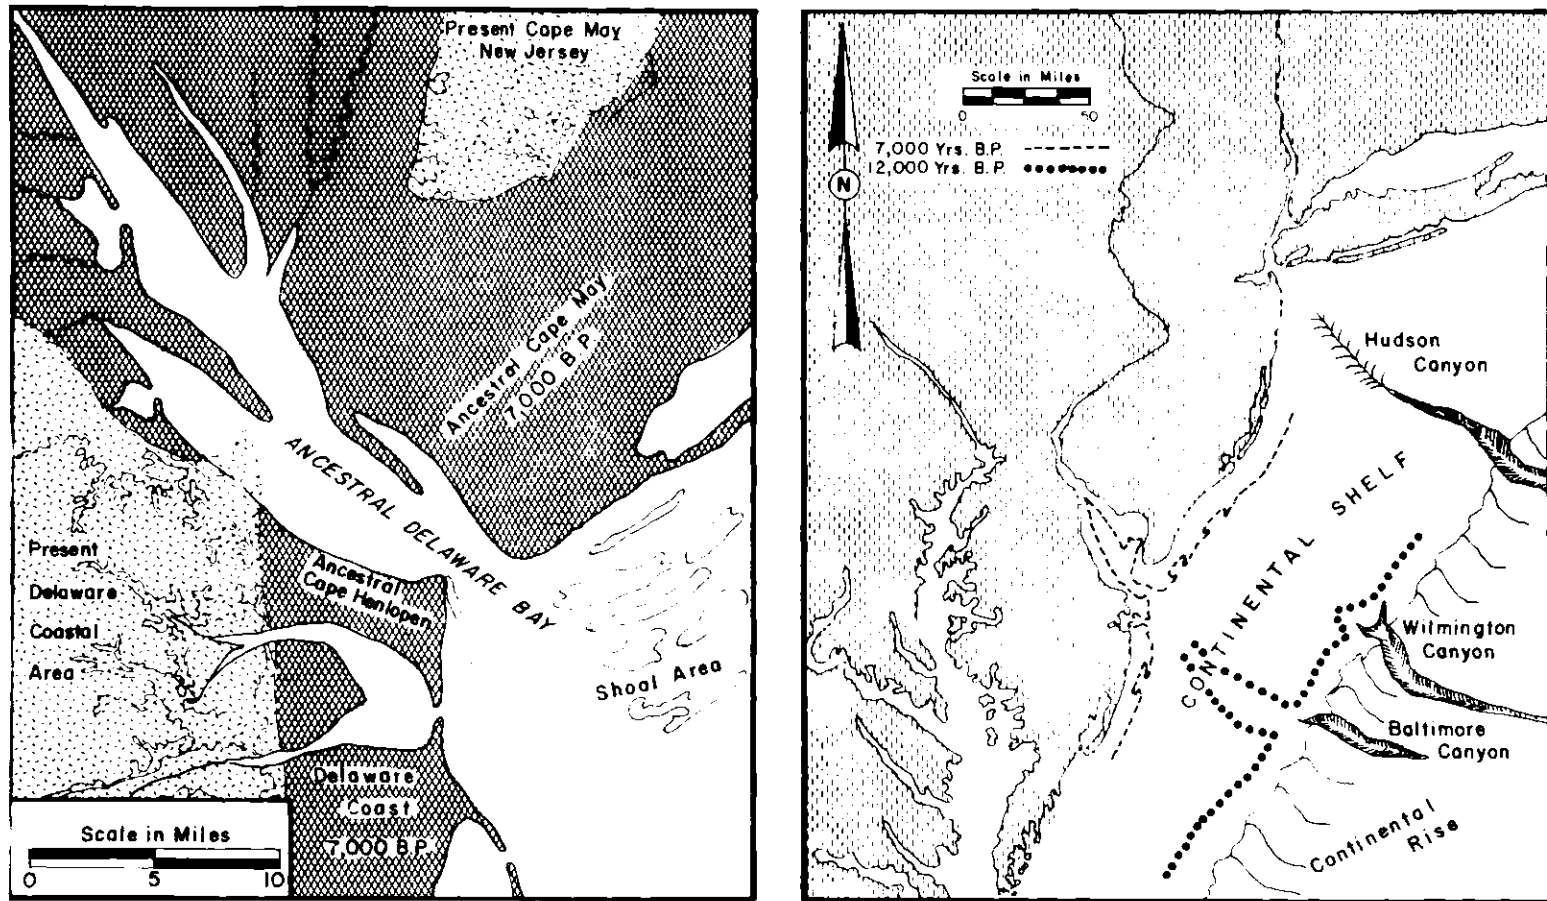 Present Cape May
New Jersey
Ancestral Cape May
7,000 B.P.
ANCESTRAL DELAWARE BAY
Ancestral
Cape Henlopen
Present
Delaware
Coastal
Area
Shoal Area
Delaware
Coast
7,000 B.P.
Scale in Miles
0 5 10
Scale in Miles
0 50
7,000 Yrs. B.P.
12,000 Yrs. B.P.
N
Hudson
Canyon
CONTINENTAL SHELF
Wilmington
Canyon
Baltimore
Canyon
Continental
Rise